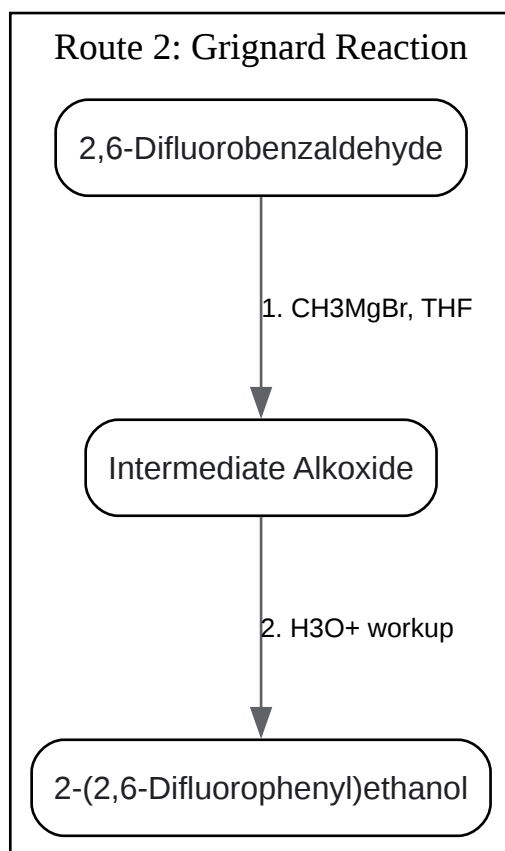 Route 2: Grignard Reaction
2,6-Difluorobenzaldehyde
1. CH3MgBr, THF
Intermediate Alkoxide
2. H3O+ workup
2-(2,6-Difluorophenyl)ethanol